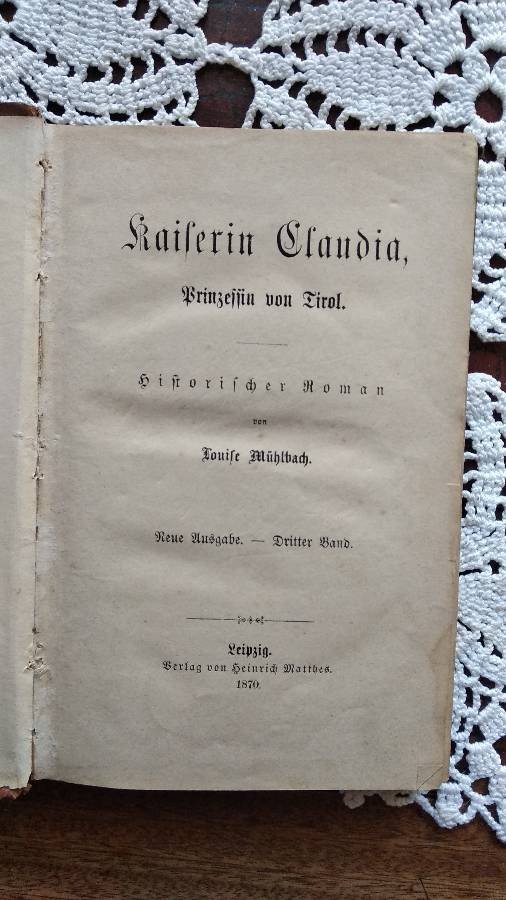 Kaiſerin Claudia,
Prinzeſſin von Tirol.
Hiſtoriſcher Roman
von
Louiſe Mühlbach.
Neue Ausgabe. — Dritter Band.
Leipzig.
Verlag von Heinrich Matthes.
1870.